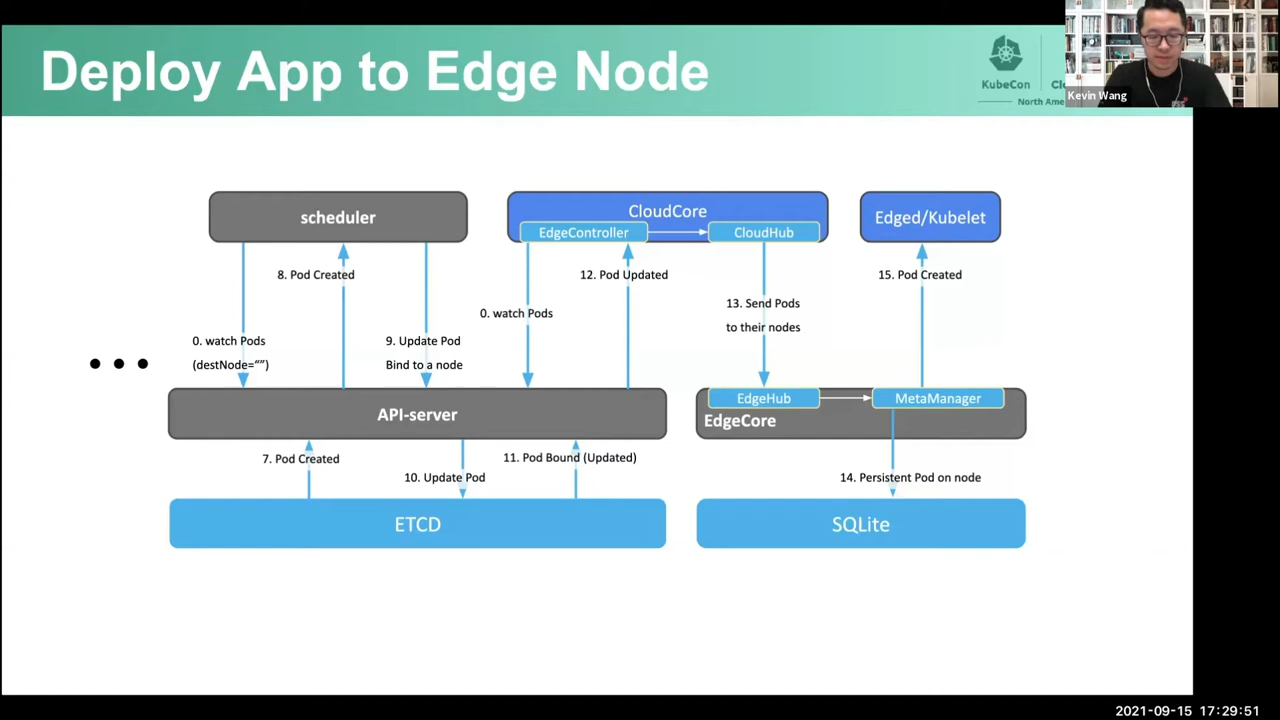 Deploy App to Edge Node
KubeCon
North Ame
Kevin Wang
scheduler
CloudCore
EdgeController
CloudHub
Edged/Kubelet
8. Pod Created
12. Pod Updated
15. Pod Created
0. watch Pods
(destNode="")
9. Update Pod
Bind to a node
0. watch Pods
13. Send Pods
to their nodes
•••
API-server
EdgeHub
MetaManager
EdgeCore
7. Pod Created
10. Update Pod
11. Pod Bound (Updated)
14. Persistent Pod on node
ETCD
SQLite
2021-09-15 17:29:51